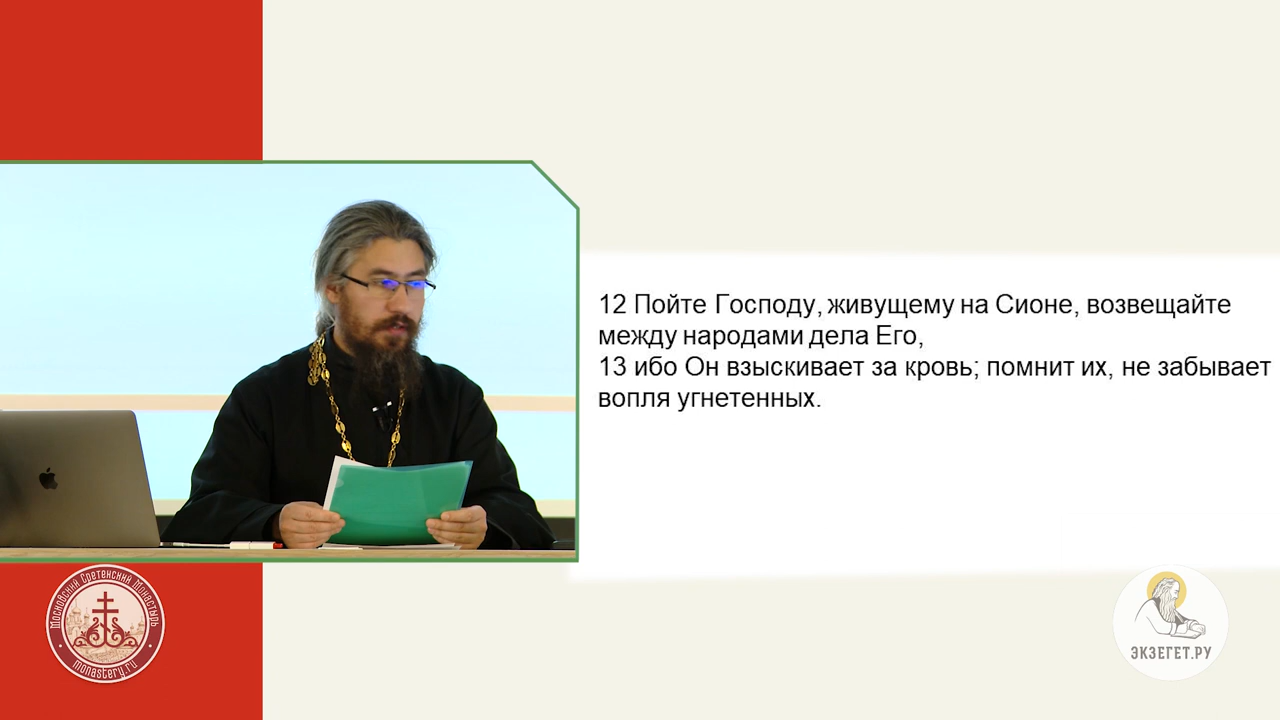 12 Пойте Господу, живущему на Сионе, возвещайте
между народами дела Его,
13 ибо Он взыскивает за кровь; помнит их, не забывает
вопля угнетенных.
Московский Сретенский Монастырь
monastery.ru
ЭКЗЕГЕТ.РУ